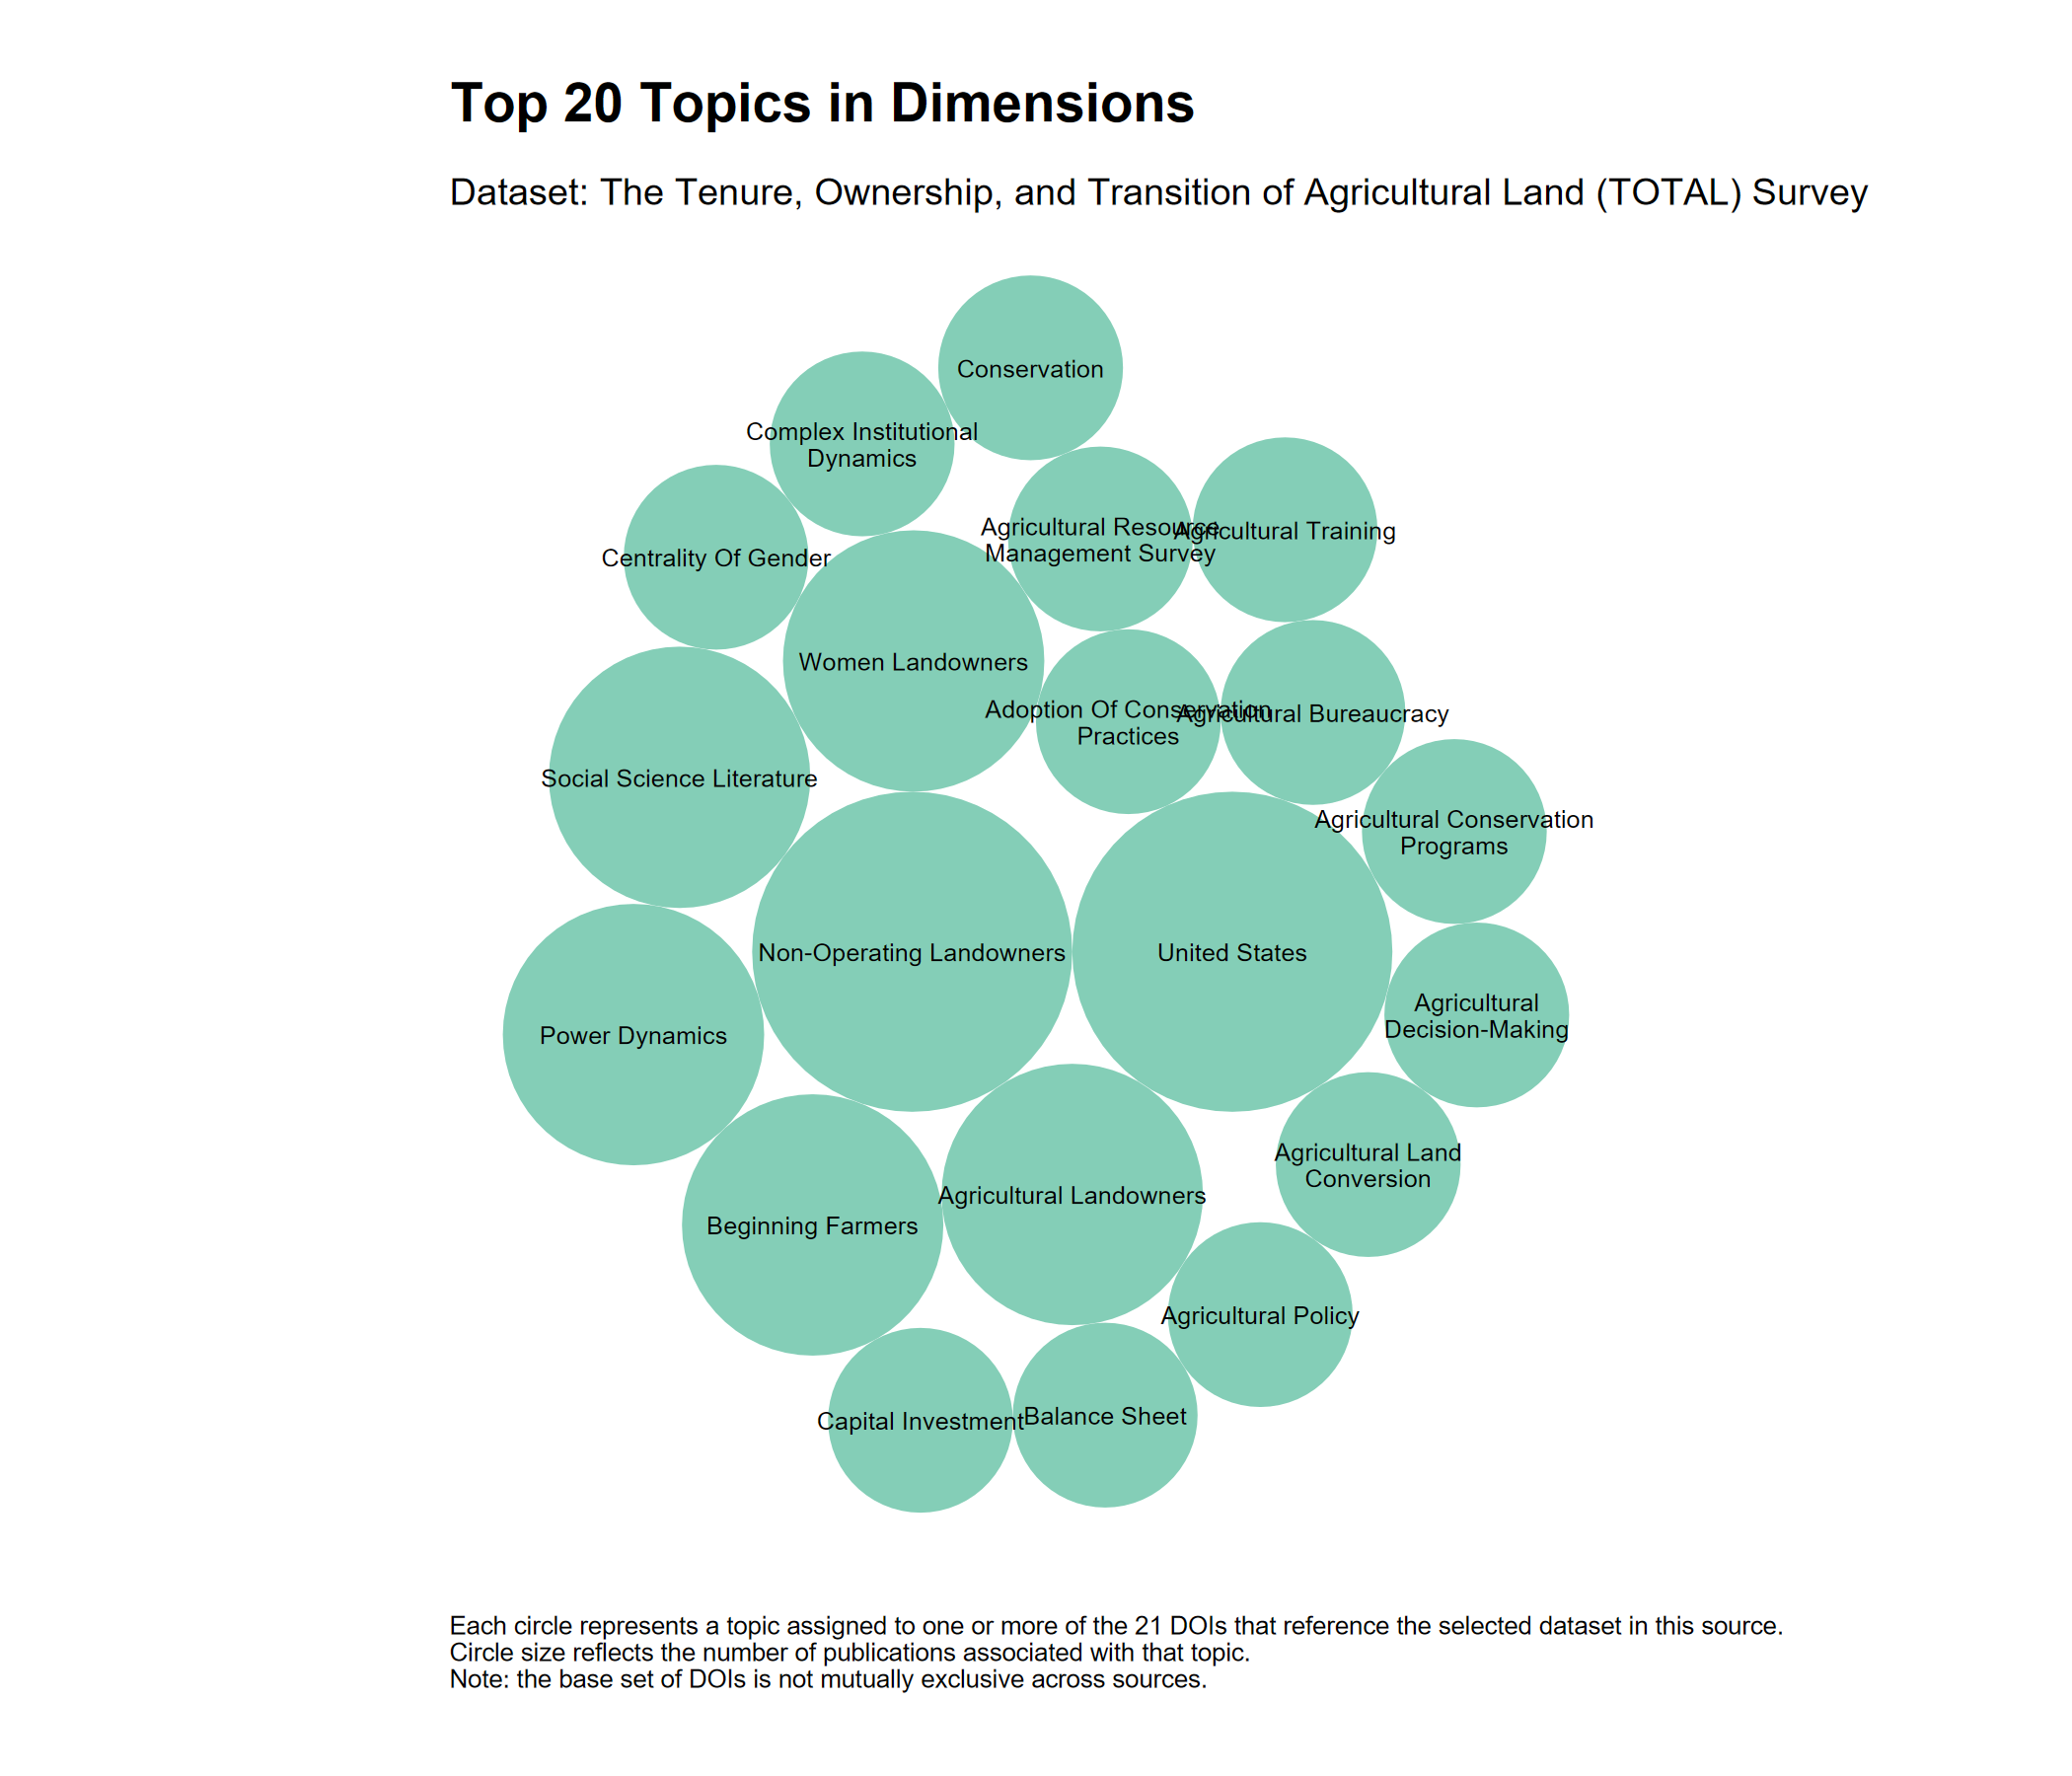 Top 20 Topics in Dimensions
Dataset: The Tenure, Ownership, and Transition of Agricultural Land (TOTAL) Survey
Conservation
Complex Institutional
Dynamics
Agricultural Resource
Management Survey
Agricultural Training
Centrality Of Gender
Women Landowners
Adoption Of Conservation
Practices
Agricultural Bureaucracy
Social Science Literature
Agricultural Conservation
Programs
Non-Operating Landowners
United States
Agricultural
Decision-Making
Power Dynamics
Agricultural Land
Conversion
Agricultural Landowners
Beginning Farmers
Agricultural Policy
Capital Investment
Balance Sheet
Each circle represents a topic assigned to one or more of the 21 DOIs that reference the selected dataset in this source.
Circle size reflects the number of publications associated with that topic.
Note: the base set of DOIs is not mutually exclusive across sources.